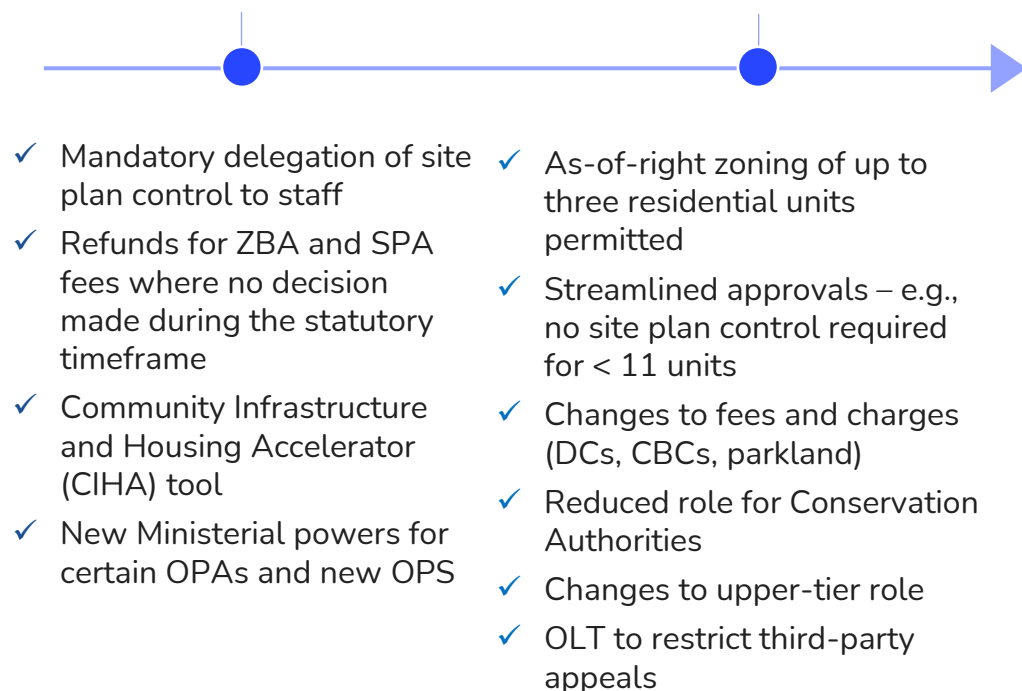 Mandatory delegation of site
plan control to staff
Refunds for ZBA and SPA
fees where no decision
made during the statutory
timeframe
Community Infrastructure
and Housing Accelerator
(CIHA) tool
New Ministerial powers for
certain OPAs and new OPS
As-of-right zoning of up to
three residential units
permitted
Streamlined approvals – e.g.,
no site plan control required
for < 11 units
Changes to fees and charges
(DCs, CBCs, parkland)
Reduced role for Conservation
Authorities
Changes to upper-tier role
OLT to restrict third-party
appeals